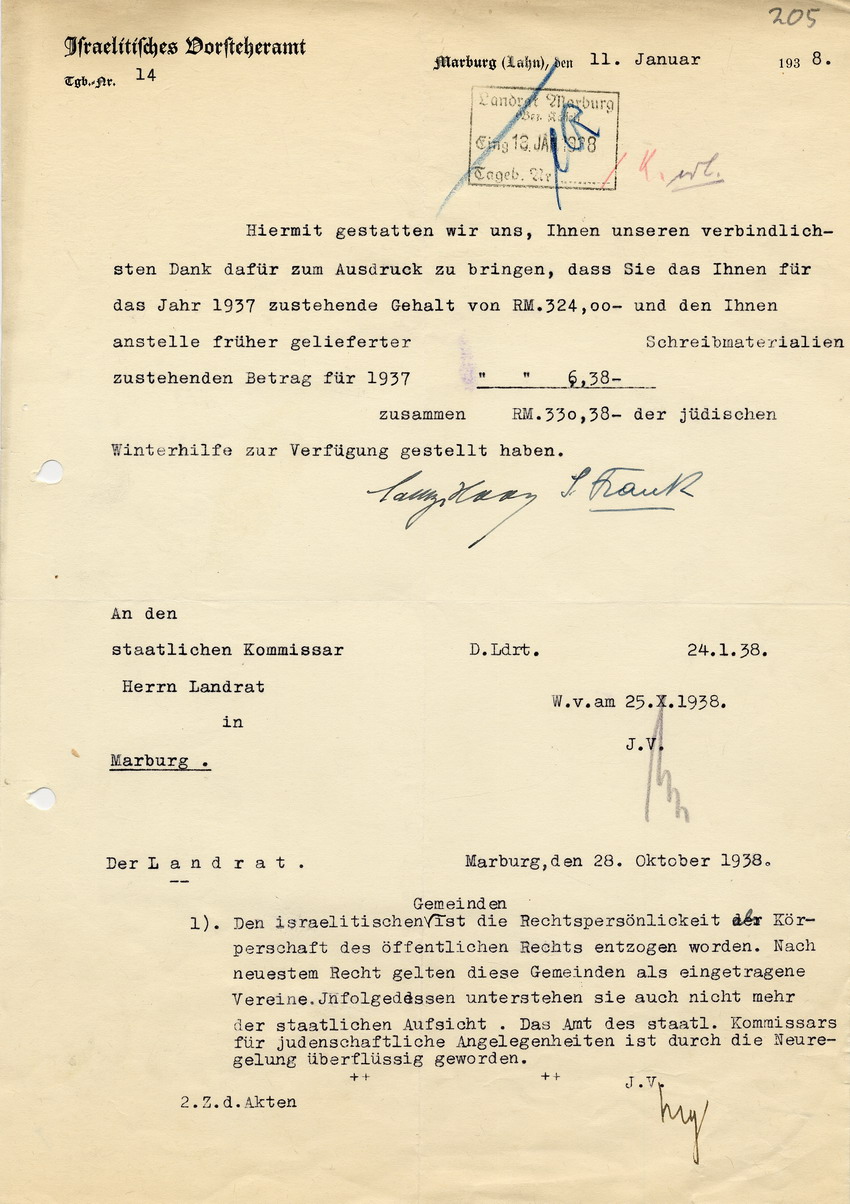 205
Israelitisches Vorsteheramt
Marburg (Lahn), den 11. Januar 1938.
Tgb.-Nr. 14
Landrat Marburg
Bez. Kassel
Eing 13. JAN. 1938
Tageb. Nr.........
/ K.
Hiermit gestatten wir uns, Ihnen unseren verbindlich-
sten Dank dafür zum Ausdruck zu bringen, dass Sie das Ihnen für
das Jahr 1937 zustehende Gehalt von RM.324,oo- und den Ihnen
anstelle früher gelieferter Schreibmaterialien
zustehenden Betrag für 1937 " " 6,38-
zusammen RM.33o,38- der jüdischen
Winterhilfe zur Verfügung gestellt haben.
S. Frank
An den
staatlichen Kommissar
Herrn Landrat
in
Marburg .
D.Ldrt. 24.1.38.
W.v.am 25.X.1938.
J.V.
Der L a n d r a t .
Marburg,den 28. Oktober 1938.
Gemeinden
1). Den israelitischen√ist die Rechtspersönlickeit der Kör-
perschaft des öffentlichen Rechts entzogen worden. Nach
neuestem Recht gelten diese Gemeinden als eingetragene
Vereine.Jnfolgedessen unterstehen sie auch nicht mehr
der staatlichen Aufsicht . Das Amt des staatl. Kommissars
für judenschaftliche Angelegenheiten ist durch die Neure-
gelung überflüssig geworden.
++ ++
J.V.
2.Z.d.Akten